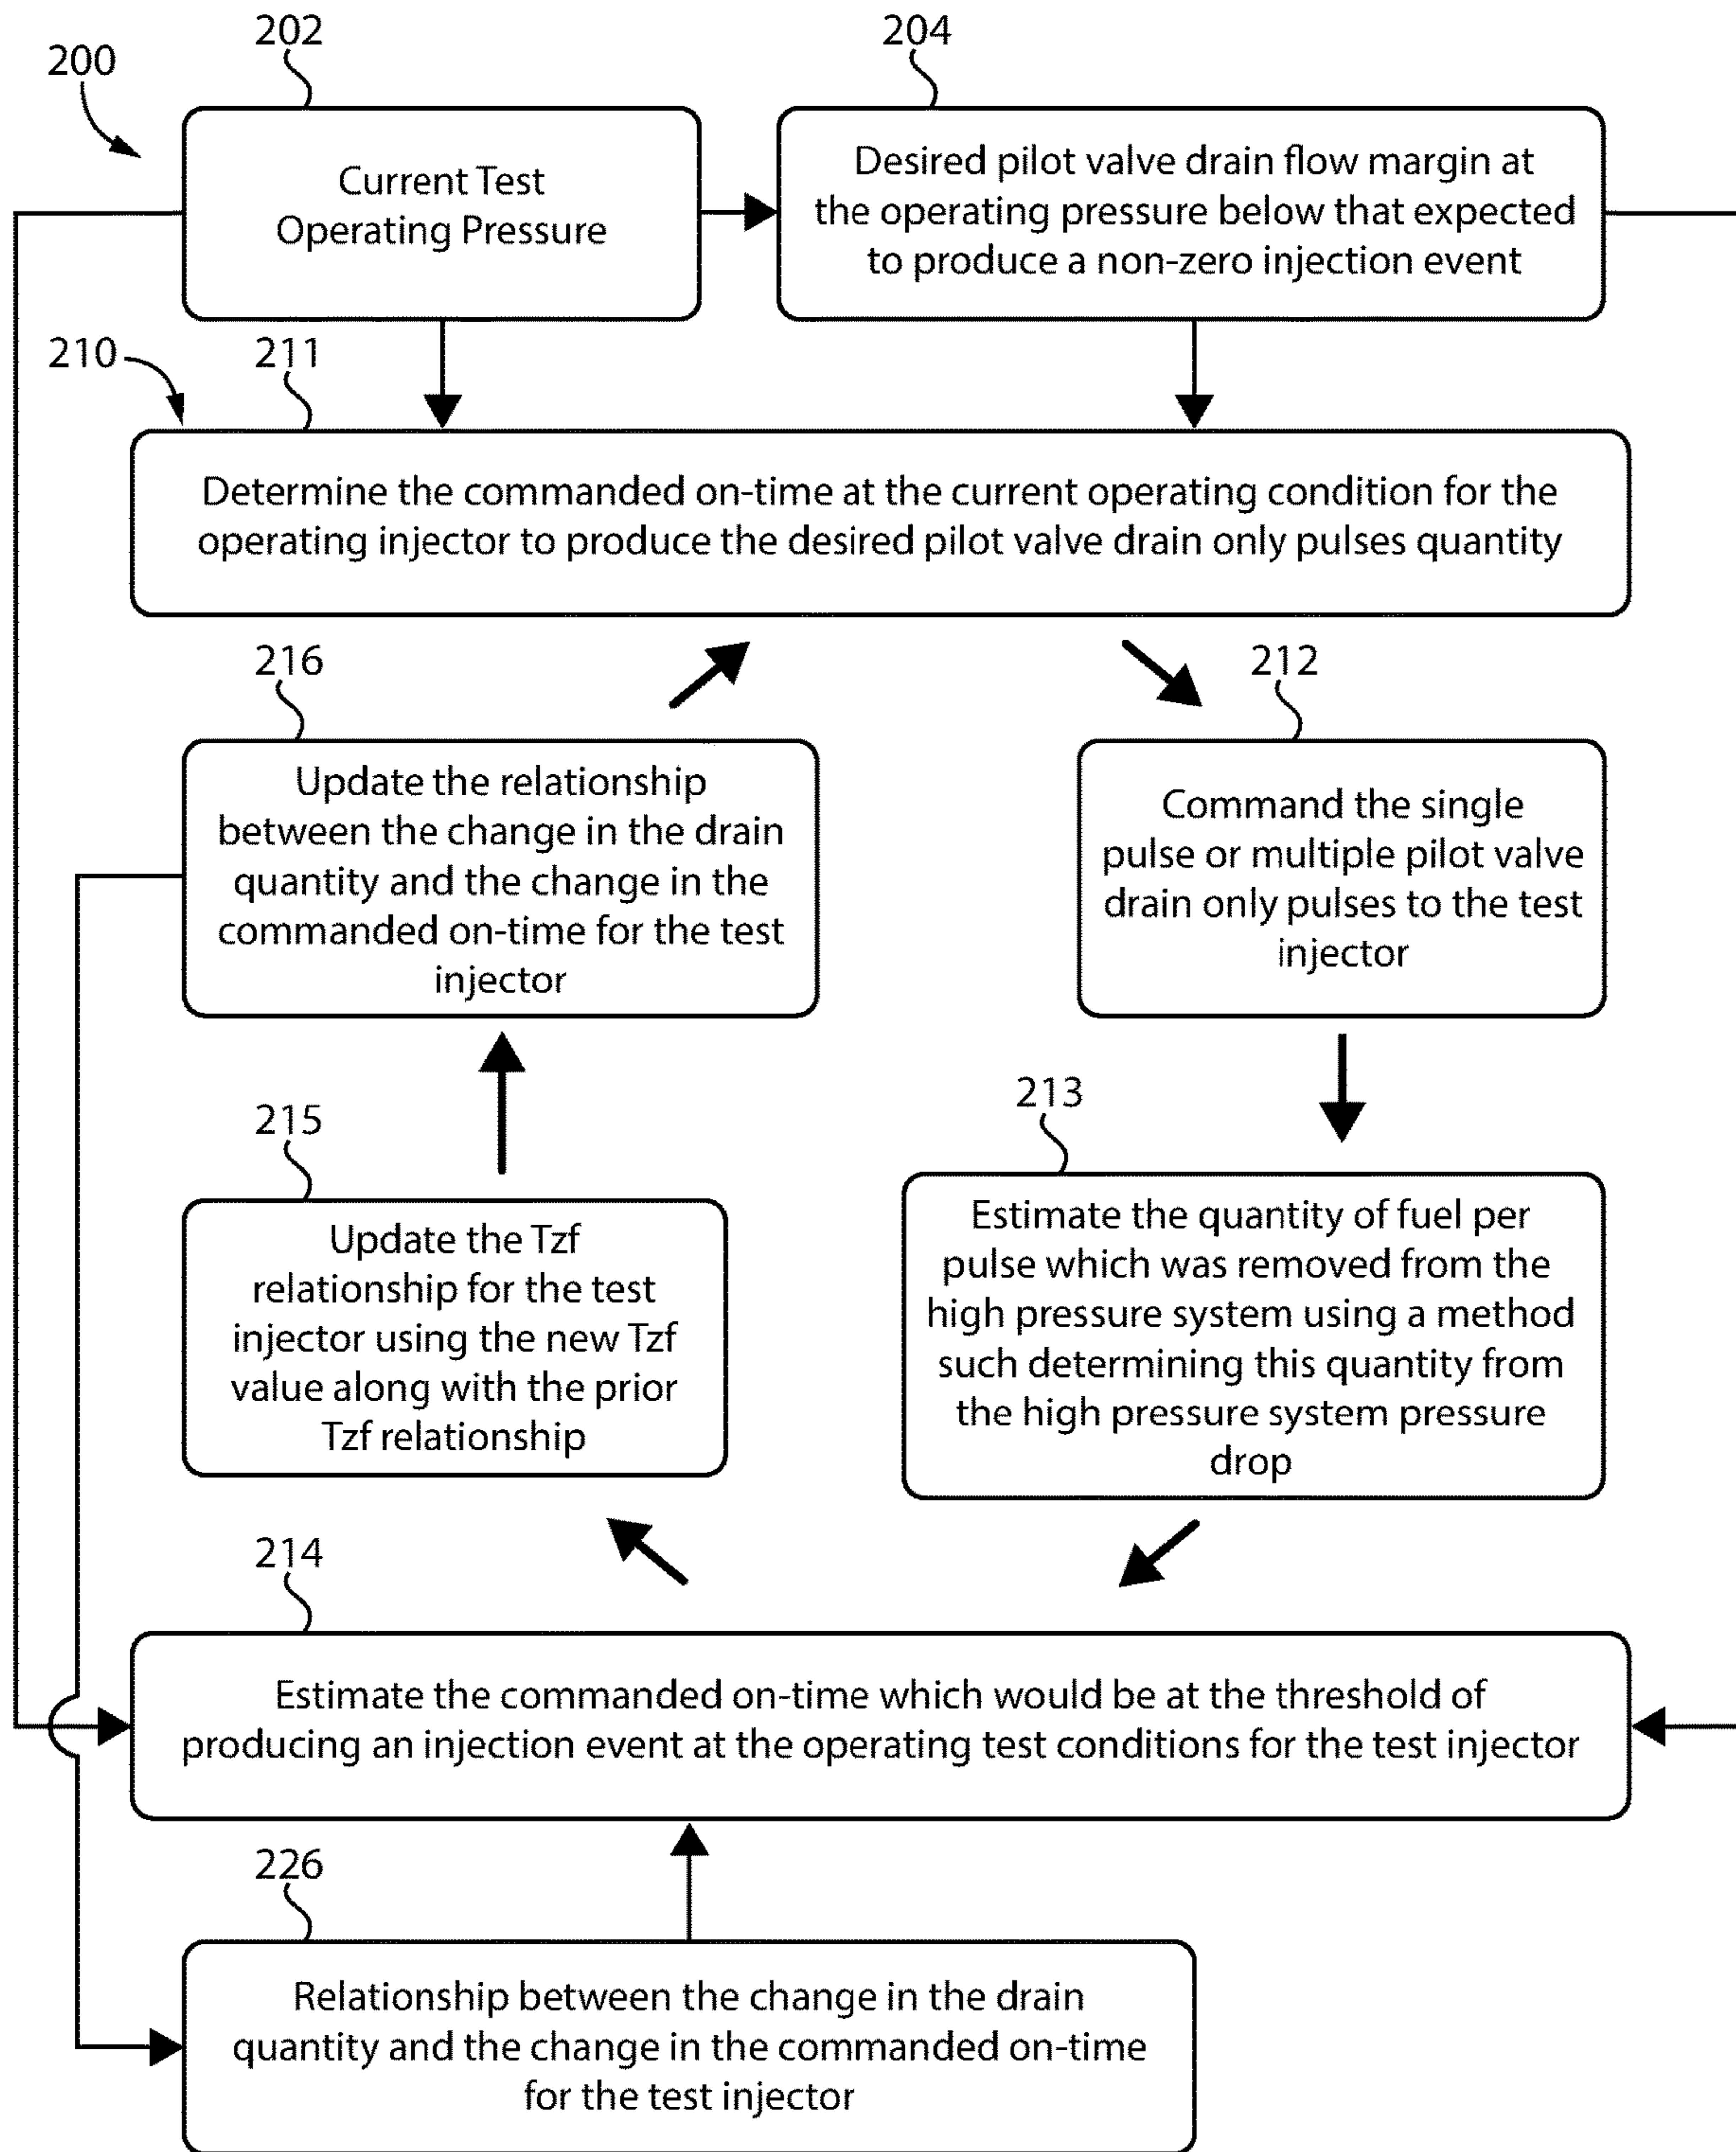 200
202
204
Current Test
Operating Pressure
Desired pilot valve drain flow margin at
the operating pressure below that expected
to produce a non-zero injection event
210
211
Determine the commanded on-time at the current operating condition for the
operating injector to produce the desired pilot valve drain only pulses quantity
216
212
Update the relationship
between the change in the drain
quantity and the change in the
commanded on-time for the test
injector
Command the single
pulse or multiple pilot valve
drain only pulses to the test
injector
215
213
Update the Tzf
relationship for the test
injector using the new Tzf
value along with the prior
Tzf relationship
Estimate the quantity of fuel per
pulse which was removed from the
high pressure system using a method
such determining this quantity from
the high pressure system pressure
drop
214
Estimate the commanded on-time which would be at the threshold of
producing an injection event at the operating test conditions for the test injector
226
Relationship between the change in the drain
quantity and the change in the commanded on-time
for the test injector